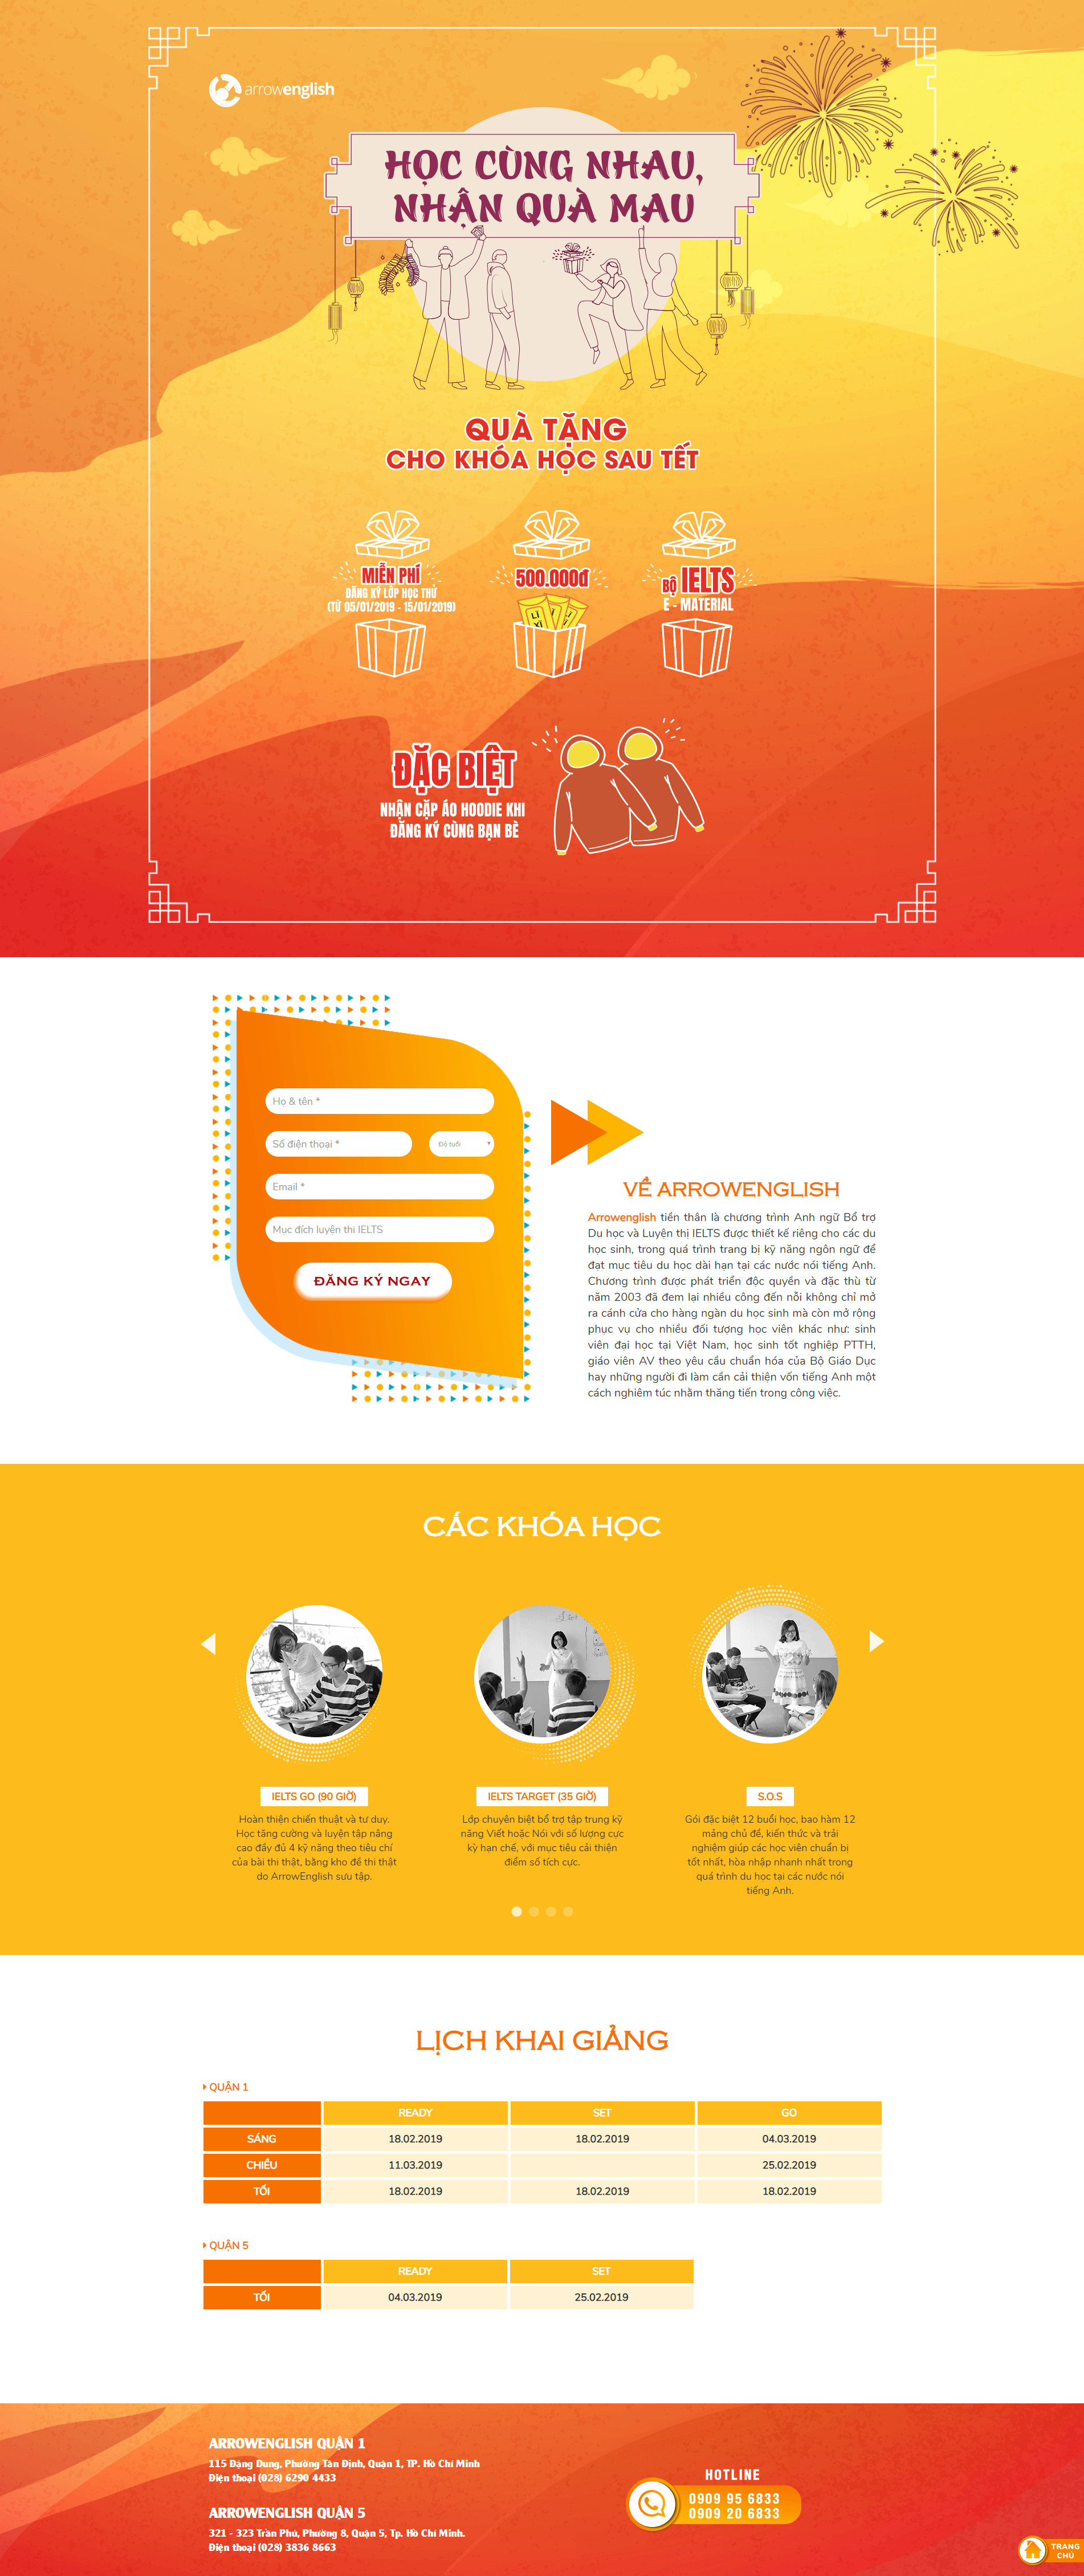 arrowenglish
HỌC CÙNG NHAU,
NHẬN QUÀ MAU
QUÀ TẶNG
CHO KHÓA HỌC SAU TẾT
MIỄN PHÍ
ĐĂNG KÝ LỚP HỌC THỬ
(TỪ 05/01/2019 - 15/01/2019)
500.000đ
BỘ IELTS
E - MATERIAL
ĐẶC BIỆT
NHẬN CẶP ÁO HOODIE KHI
ĐĂNG KÝ CÙNG BẠN BÈ
Họ & tên *
Số điện thoại *
Độ tuổi
Email *
Mục đích luyện thi IELTS
ĐĂNG KÝ NGAY
VỀ ARROWENGLISH
Arrowenglish tiền thân là chương trình Anh ngữ Bổ trợ
Du học và Luyện thị IELTS được thiết kế riêng cho các du
học sinh, trong quá trình trang bị kỹ năng ngôn ngữ để
đạt mục tiêu du học dài hạn tại các nước nói tiếng Anh.
Chương trình được phát triển độc quyền và đặc thù từ
năm 2003 đã đem lại nhiều công đến nỗi không chỉ mở
ra cánh cửa cho hàng ngàn du học sinh mà còn mở rộng
phục vụ cho nhiều đối tượng học viên khác như: sinh
viên đại học tại Việt Nam, học sinh tốt nghiệp PTTH,
giáo viên AV theo yêu cầu chuẩn hóa của Bộ Giáo Dục
hay những người đi làm cần cải thiện vốn tiếng Anh một
cách nghiêm túc nhằm thăng tiến trong công việc.
CÁC KHÓA HỌC
IELTS GO (90 GIỜ)
Hoàn thiện chiến thuật và tư duy.
Học tăng cường và luyện tập nâng
cao đầy đủ 4 kỹ năng theo tiêu chí
của bài thi thật, bằng kho đề thi thật
do ArrowEnglish sưu tập.
IELTS TARGET (35 GIỜ)
Lớp chuyên biệt bổ trợ tập trung kỹ
năng Viết hoặc Nói với số lượng cực
kỳ hạn chế, với mục tiêu cải thiện
điểm số tích cực.
S.O.S
Gói đặc biệt 12 buổi học, bao hàm 12
mảng chủ đề, kiến thức và trải
nghiệm giúp các học viên chuẩn bị
tốt nhất, hòa nhập nhanh nhất trong
quá trình du học tại các nước nói
tiếng Anh.
LỊCH KHAI GIẢNG
QUẬN 1
READY SET GO
SÁNG 18.02.2019 18.02.2019 04.03.2019
CHIỀU 11.03.2019 25.02.2019
TỐI 18.02.2019 18.02.2019 18.02.2019
QUẬN 5
READY SET
TỐI 04.03.2019 25.02.2019
ARROWENGLISH QUẬN 1
115 Đặng Dung, Phường Tân Định, Quận 1, TP. Hồ Chí Minh
Điện thoại (028) 6290 4433
ARROWENGLISH QUẬN 5
321 - 323 Trần Phú, Phường 8, Quận 5, Tp. Hồ Chí Minh.
Điện thoại (028) 3836 8663
HOTLINE
0909 95 6833
0909 20 6833
TRANG
CHỦ